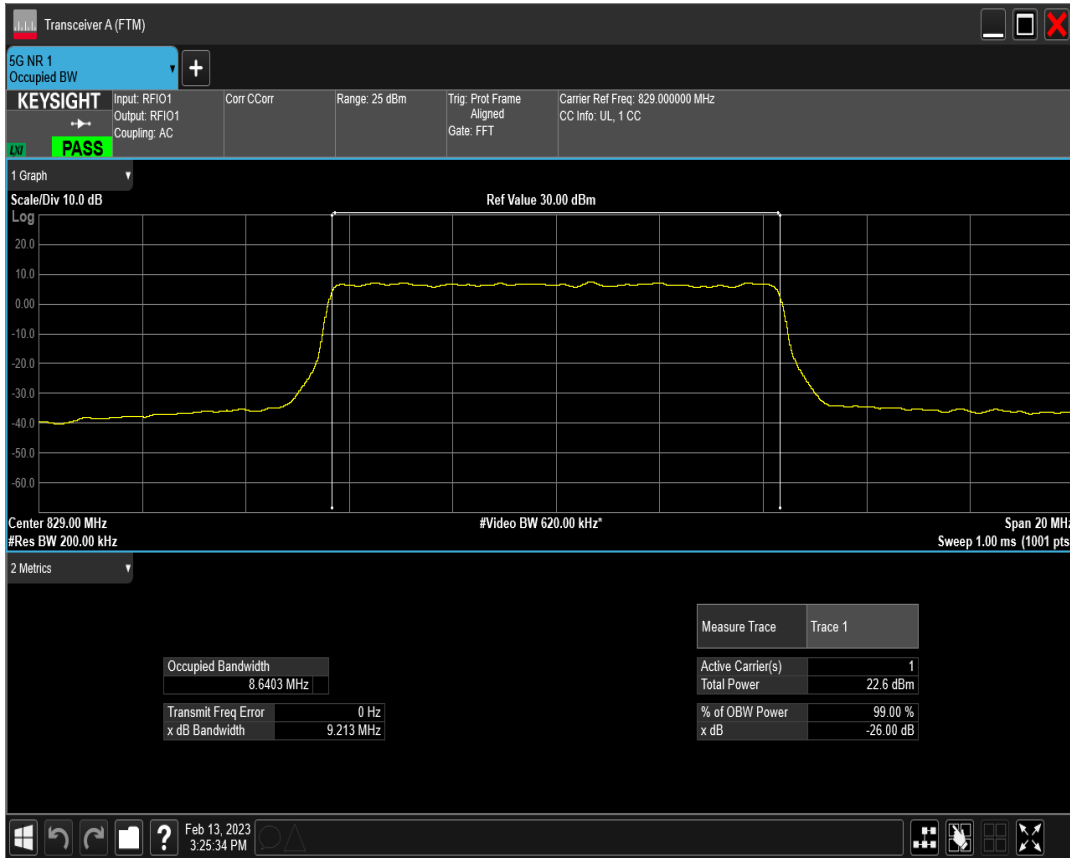 Transceiver A (FTM)
5G NR 1
Occupied BW
+
KEYSIGHT
LXI
PASS
Input: RFIO1
Output: RFIO1
Coupling: AC
Corr CCorr
Range: 25 dBm
Trig: Prot Frame
Aligned
Gate: FFT
Carrier Ref Freq: 829.000000 MHz
CC Info: UL, 1 CC
1 Graph
Scale/Div 10.0 dB
Ref Value 30.00 dBm
Log
20.0
10.0
0.00
-10.0
-20.0
-30.0
-40.0
-50.0
-60.0
Center 829.00 MHz
#Video BW 620.00 kHz*
Span 20 MHz
#Res BW 200.00 kHz
Sweep 1.00 ms (1001 pts
2 Metrics
Measure Trace Trace 1
Occupied Bandwidth
8.6403 MHz
Active Carrier(s) 1
Total Power 22.6 dBm
Transmit Freq Error 0 Hz
x dB Bandwidth 9.213 MHz
% of OBW Power 99.00 %
x dB -26.00 dB
?
Feb 13, 2023
3:25:34 PM